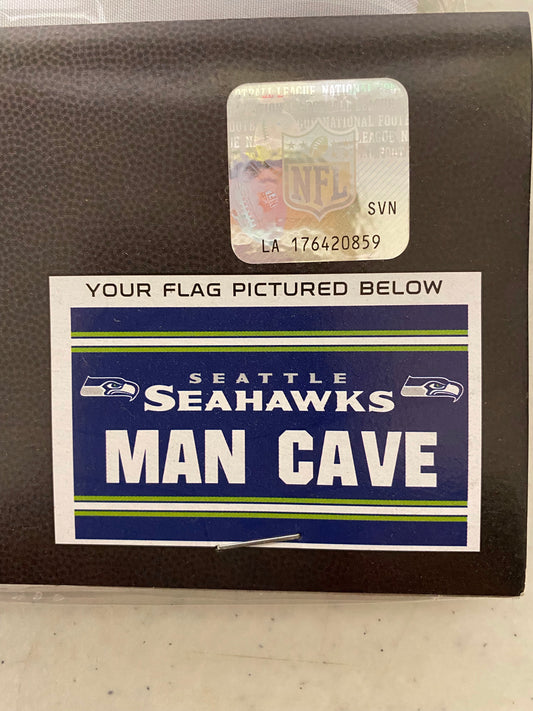 NFL
SVN
LA 176420859
YOUR FLAG PICTURED BELOW
SEATTLE
SEAHAWKS
MAN CAVE